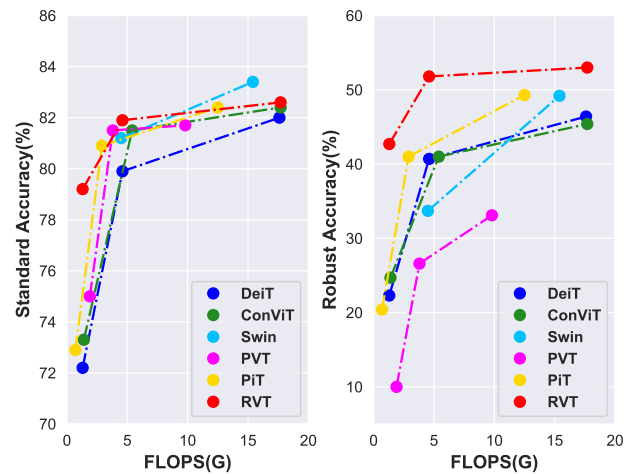 86
84
82
80
78
76
74
72
70
Standard Accuracy(%)
0
5
10
15
20
FLOPS(G)
DeiT
ConViT
Swin
PVT
PiT
RVT
60
50
40
30
20
10
Robust Accuracy(%)
0
5
10
15
20
FLOPS(G)
DeiT
ConViT
Swin
PVT
PiT
RVT